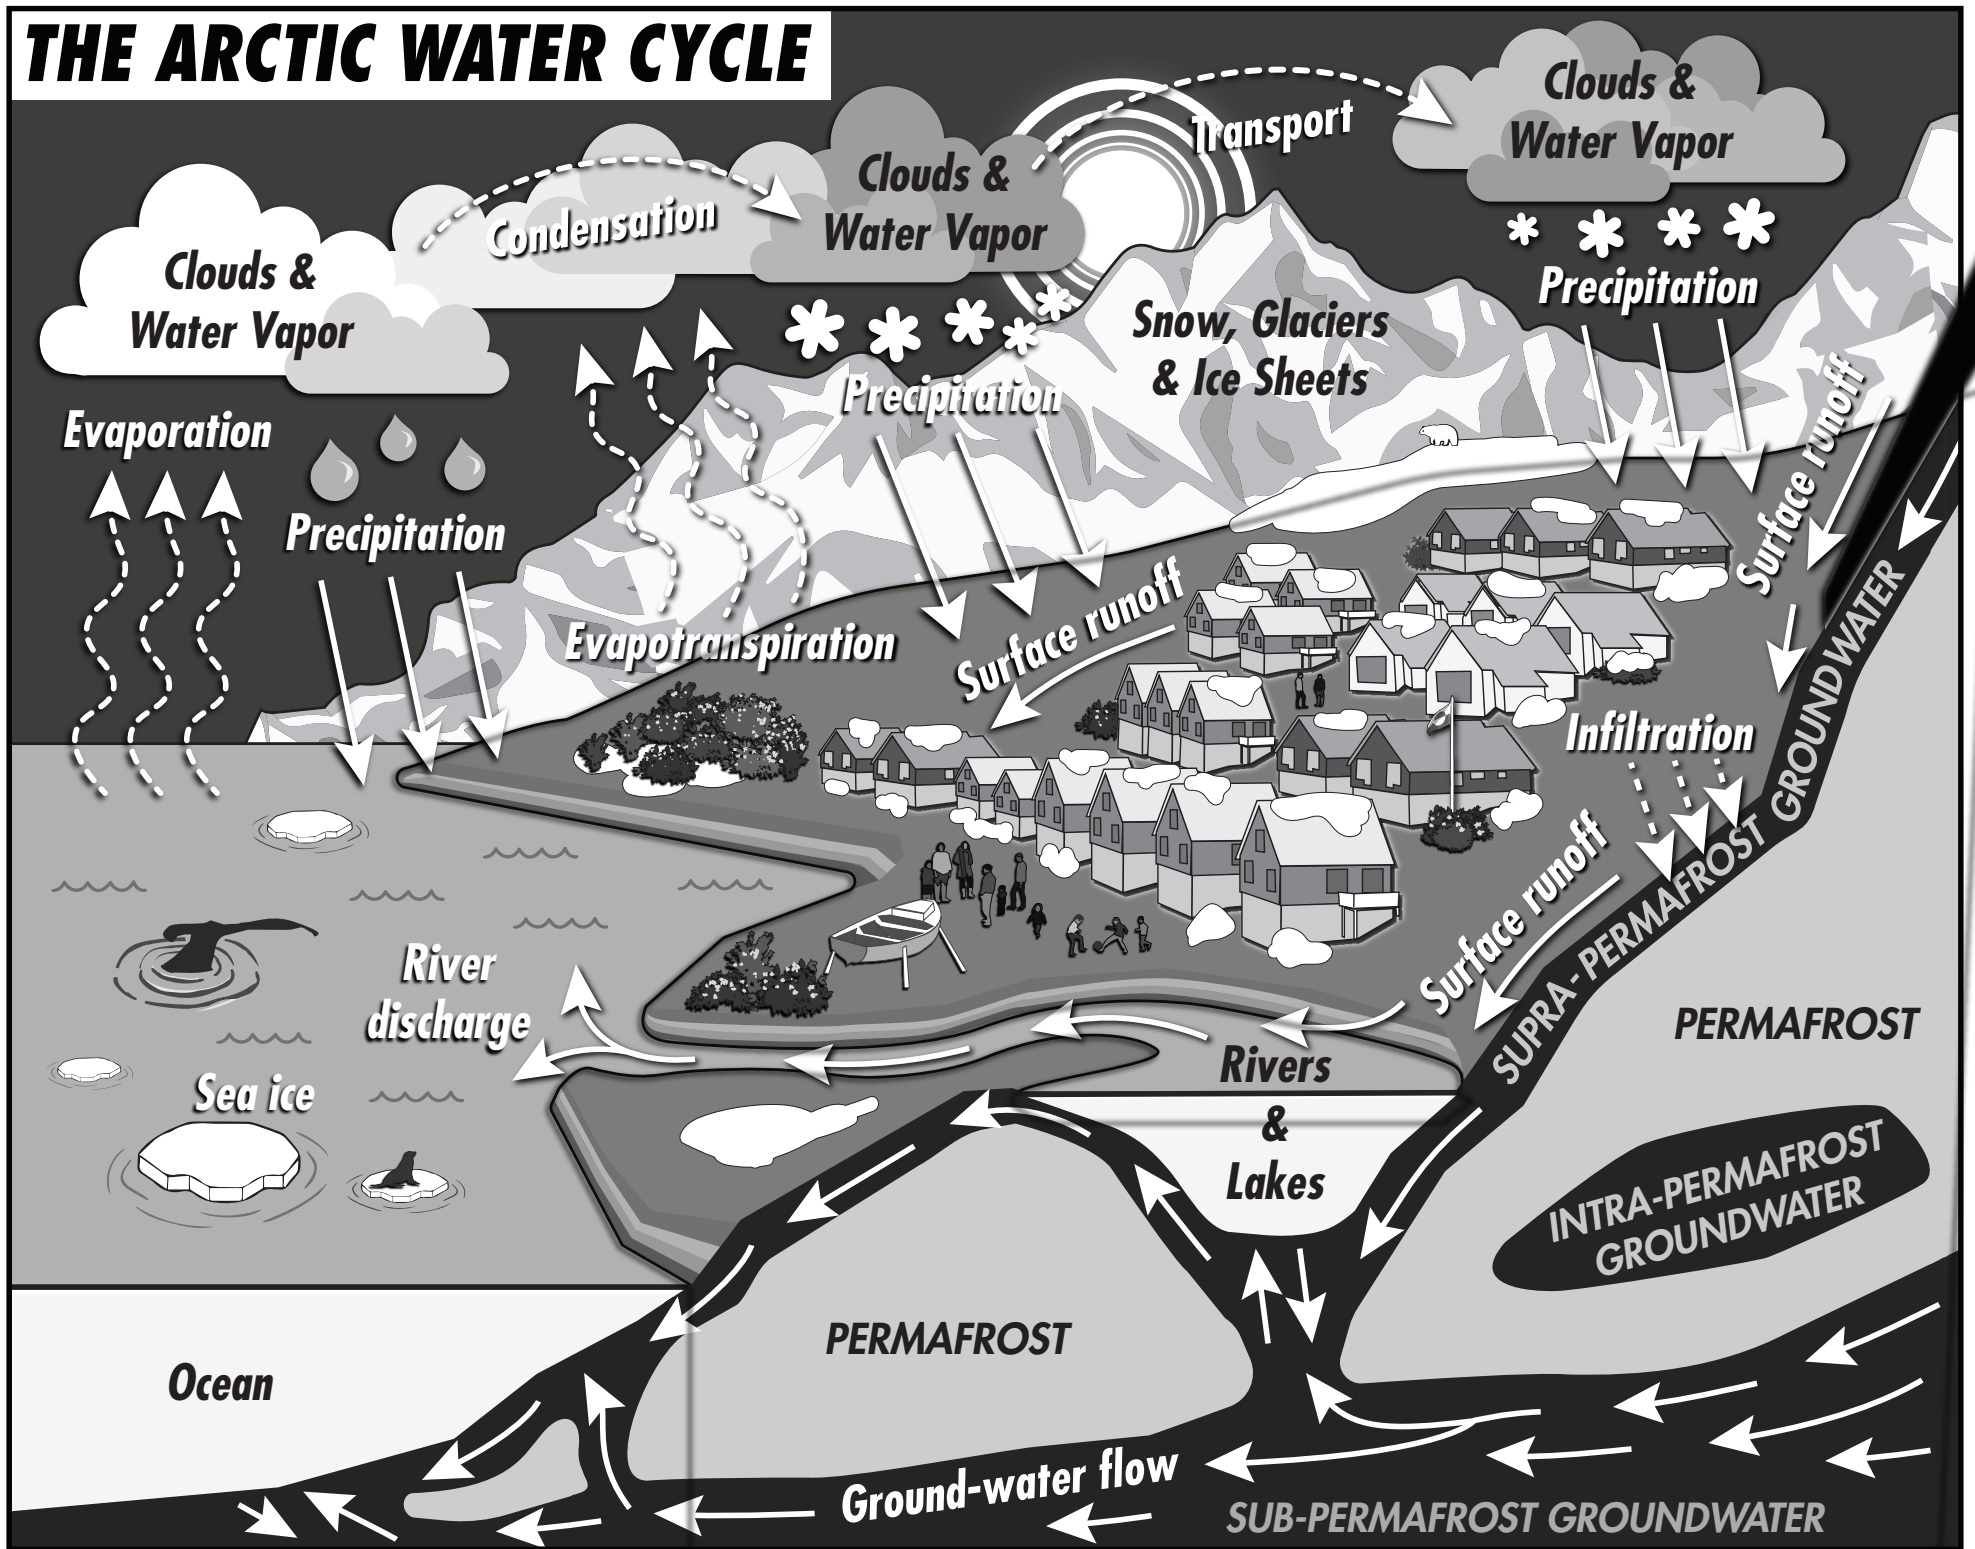 THE ARCTIC WATER CYCLE
Clouds &
Water Vapor
Condensation
Clouds &
Water Vapor
Transport
Clouds &
Water Vapor
Evaporation
Precipitation
Precipitation
Snow, Glaciers
& Ice Sheets
Precipitation
Surface runoff
Evapotranspiration
Surface runoff
Infiltration
Surface runoff
SUPRA-PERMAFROST GROUNDWATER
River
discharge
Sea ice
Rivers
&
Lakes
PERMAFROST
INTRA-PERMAFROST
GROUNDWATER
PERMAFROST
Ocean
Ground-water flow
SUB-PERMAFROST GROUNDWATER